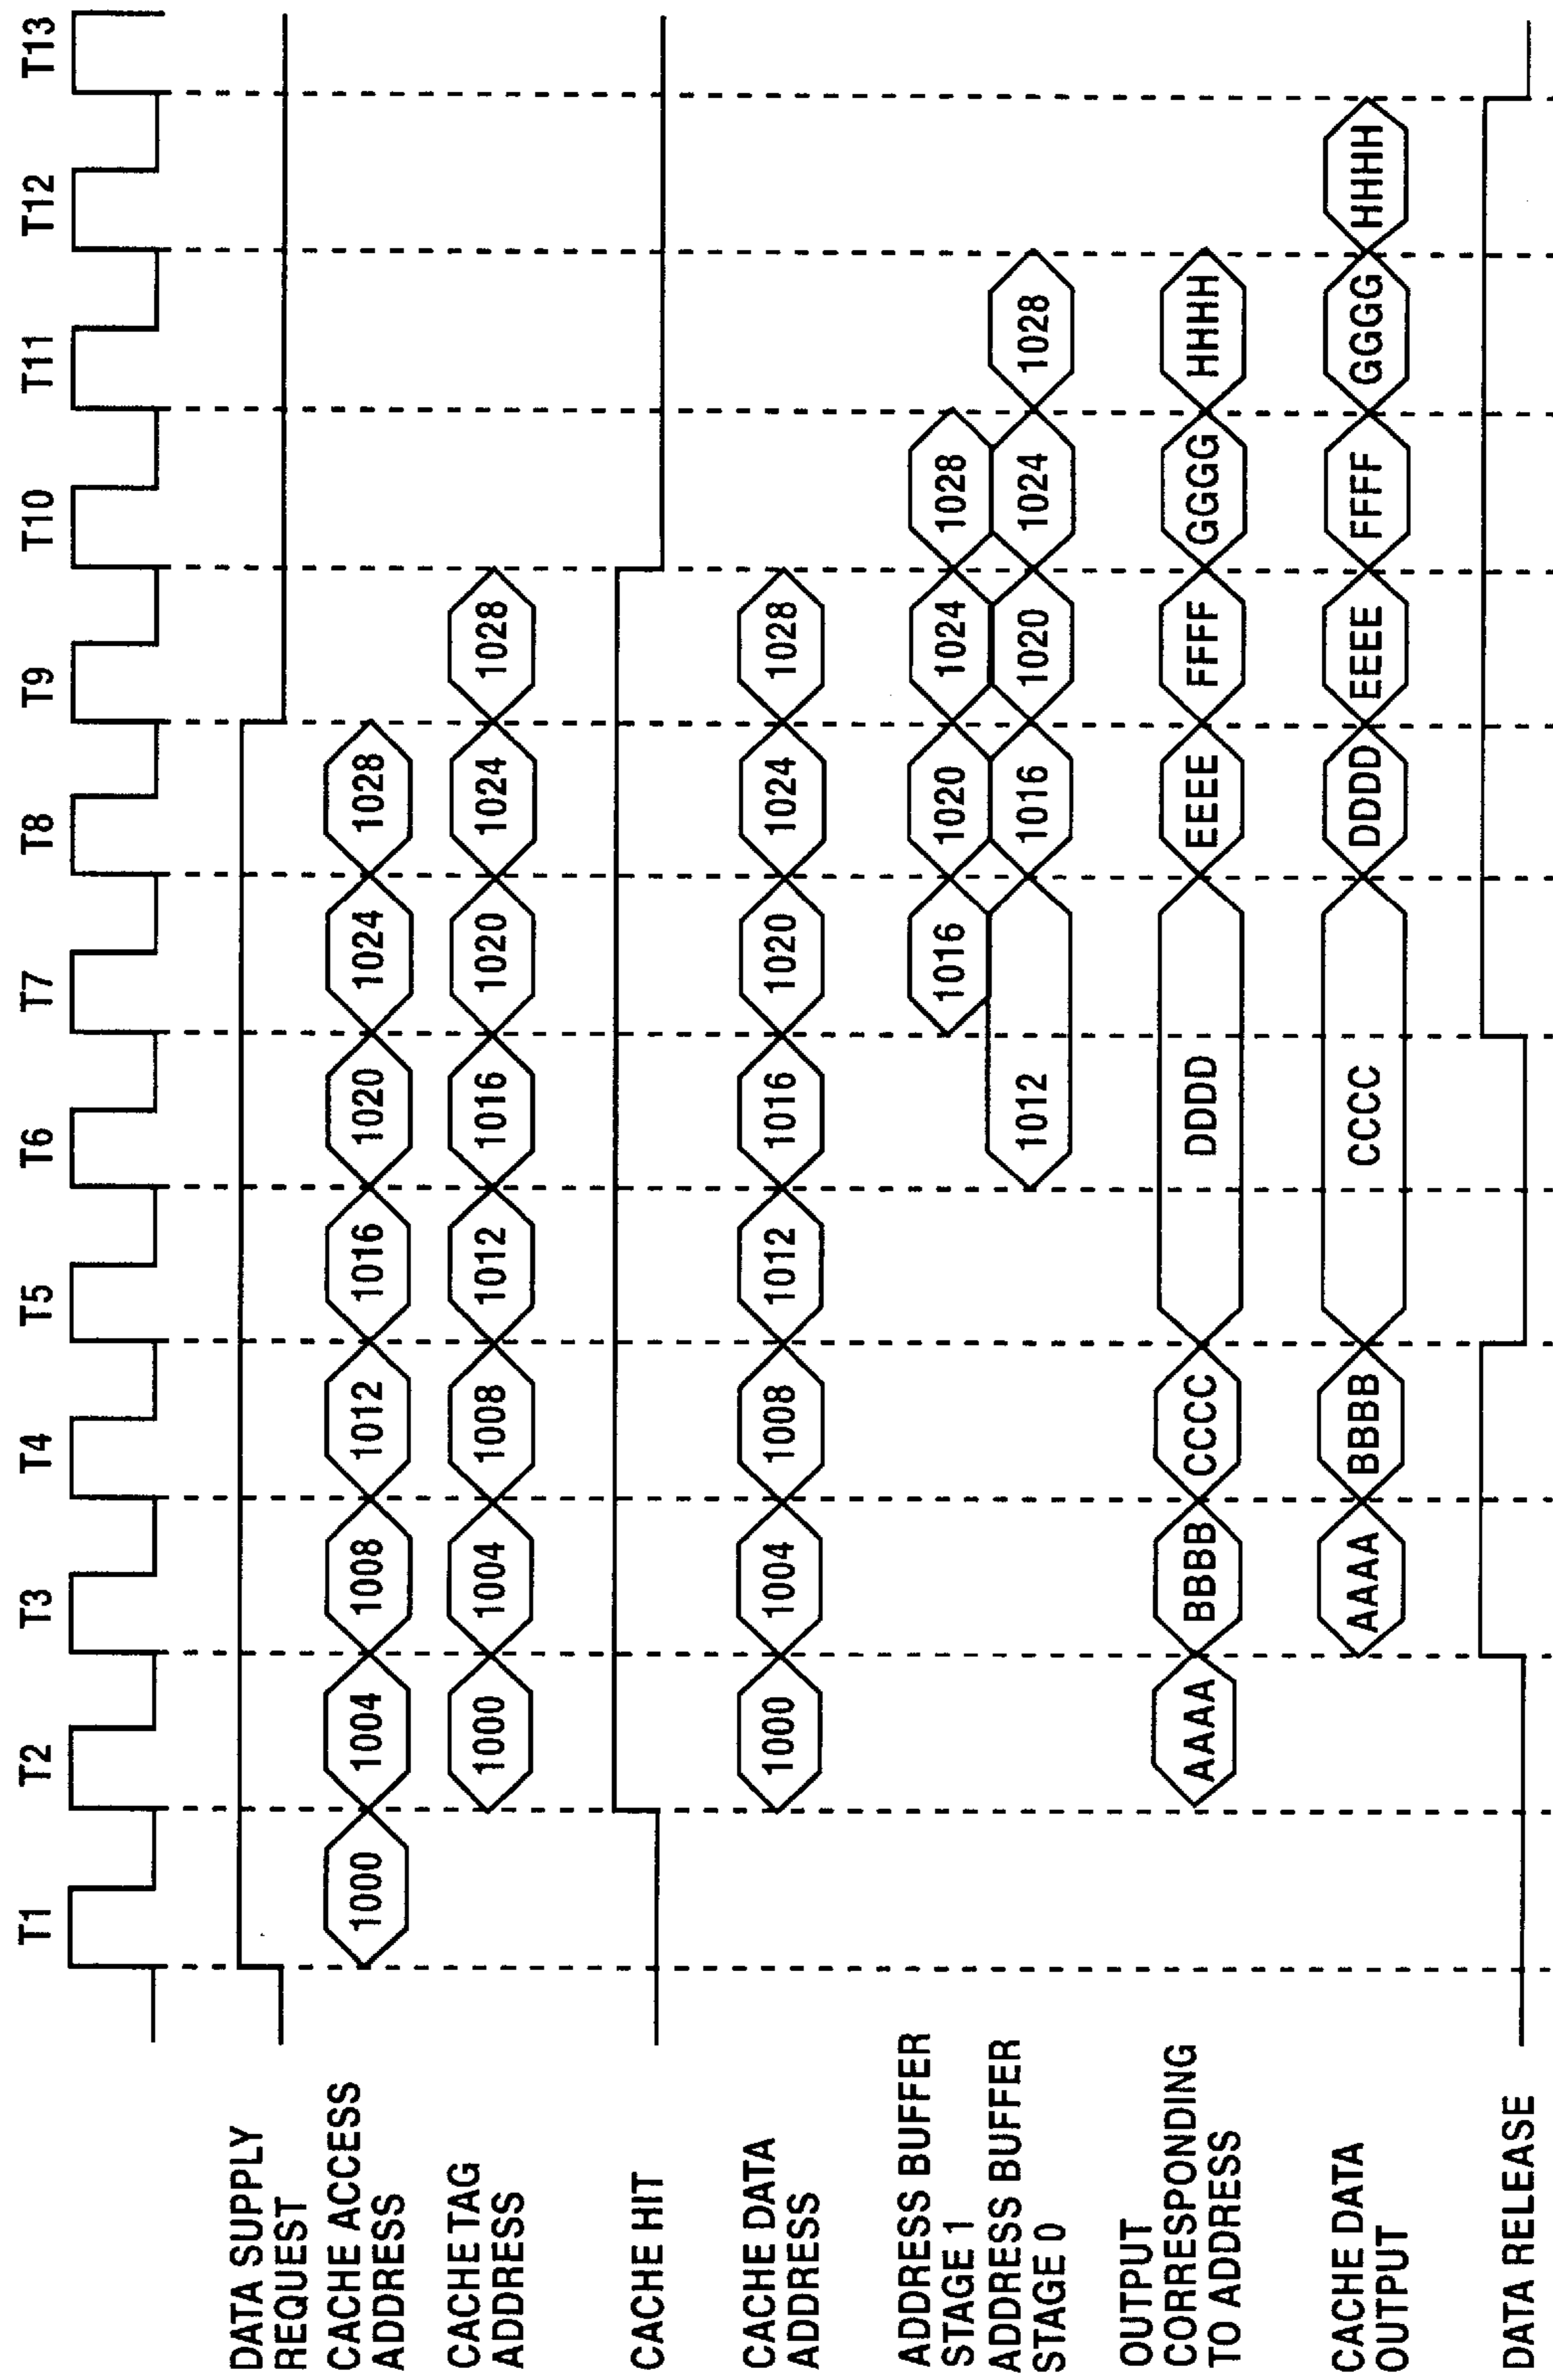 T1 T2 T3 T4 T5 T6 T7 T8 T9 T10 T11 T12 T13
DATA SUPPLY
REQUEST
CACHE ACCESS
ADDRESS
1000 1004 1008 1012 1016 1020 1024 1028
CACHE TAG
ADDRESS
1000 1004 1008 1012 1016 1020 1024 1028
CACHE HIT
CACHE DATA
ADDRESS
1000 1004 1008 1012 1016 1020 1024 1028
ADDRESS BUFFER
STAGE 1
1016 1020 1024 1028
ADDRESS BUFFER
STAGE 0
1012 1016 1020 1024 1028
OUTPUT
CORRESPONDING
TO ADDRESS
AAAA BBBB CCCC DDDD EEEE FFFF GGGG HHHH
CACHE DATA
OUTPUT
AAAA BBBB CCCC DDDD EEEE FFFF GGGG HHHH
DATA RELEASE